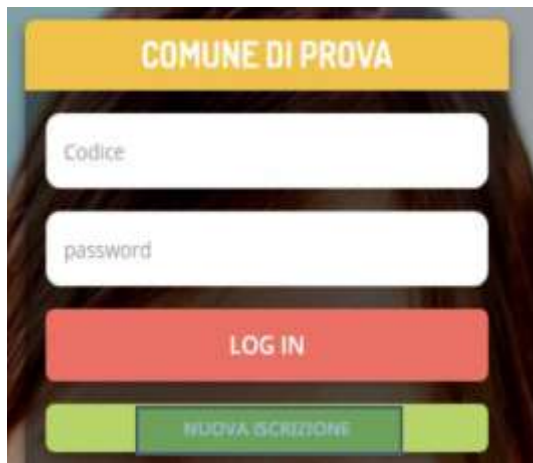 COMUNE DI PROVA
Codice
password
LOG IN
NUOVA ISCRIZIONE